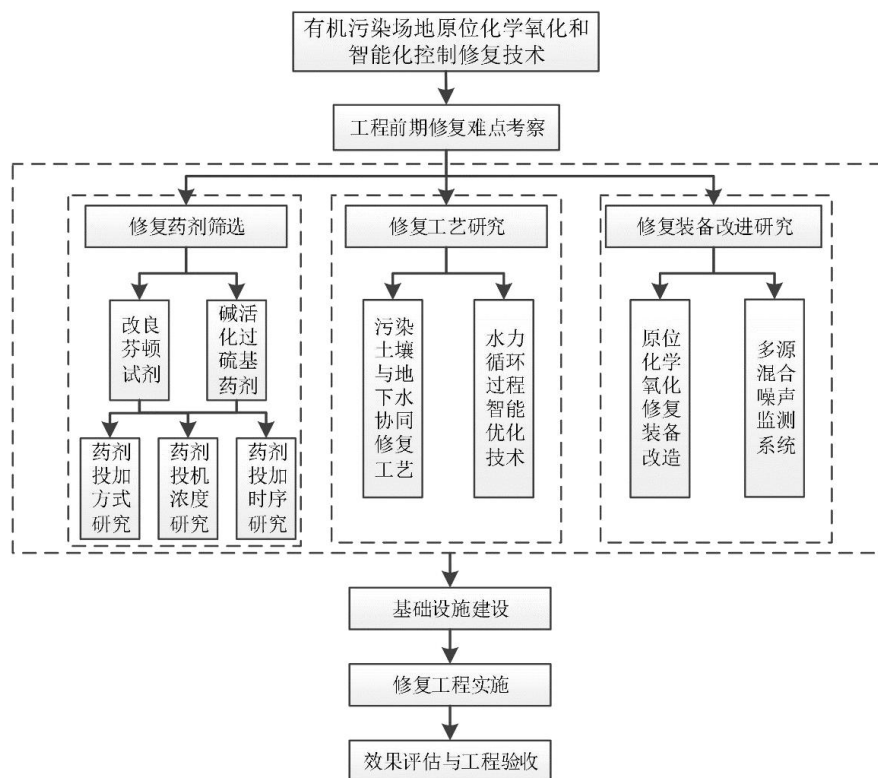 有机污染场地原位化学氧化和
智能化控制修复技术
工程前期修复难点考察
修复药剂筛选
修复工艺研究
修复装备改进研究
改良
芬顿
试剂
碱活
化过
硫基
药剂
污染
土壤
与地
下水
协同
修复
工艺
水力
循环
过程
智能
优化
技术
原位
化学
氧化
修复
装备
改造
多源
混合
噪声
监测
系统
药剂
投加
方式
研究
药剂
投机
浓度
研究
药剂
投加
时序
研究
基础设施建设
修复工程实施
效果评估与工程验收